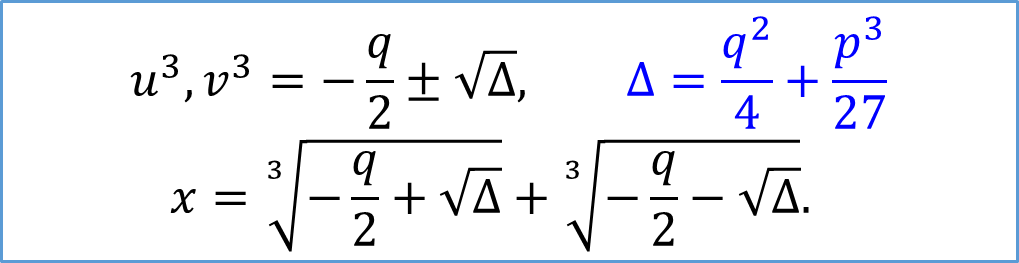 u³, v³ = −q/2 ± √Δ, Δ = q²/4 + p³/27
x = ∛(−q/2 + √Δ) + ∛(−q/2 − √Δ).